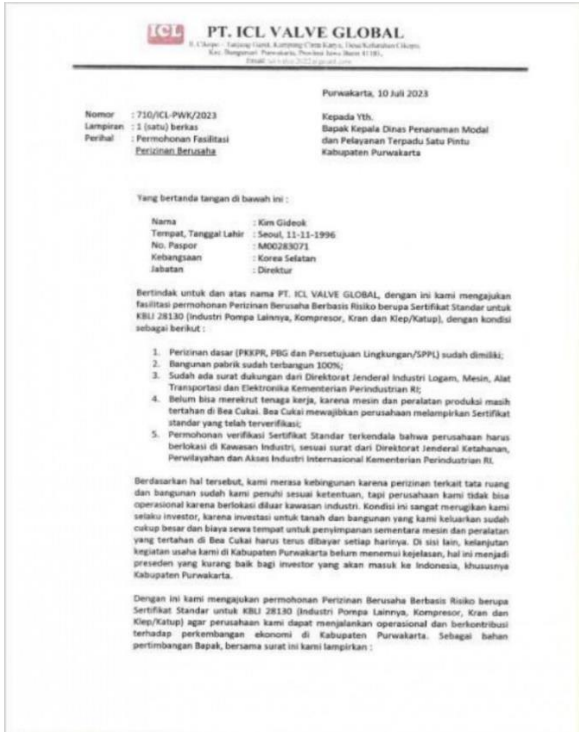 ICL
PT. ICL VALVE GLOBAL
Purwakarta, 10 Juli 2023
Nomor : 710/ICL-PWK/2023
Lampiran : 1 (satu) berkas
Perihal : Permohonan Fasilitasi
Perizinan Berusaha
Kepada Yth.
Bapak Kepala Dinas Penanaman Modal
dan Pelayanan Terpadu Satu Pintu
Kabupaten Purwakarta
Yang bertanda tangan di bawah ini :
Nama : Kim Gideok
Tempat, Tanggal Lahir : Seoul, 11-11-1996
No. Paspor : M00283071
Kebangsaan : Korea Selatan
Jabatan : Direktur
Bertindak untuk dan atas nama PT. ICL VALVE GLOBAL, dengan ini kami mengajukan
fasilitasi permohonan Perizinan Berusaha Berbasis Risiko berupa Sertifikat Standar untuk
KBLI 28130 (Industri Pompa Lainnya, Kompresor, Kran dan Klep/Katup), dengan kondisi
sebagai berikut :
1. Perizinan dasar (PKKPR, PBG dan Persetujuan Lingkungan/SPPL) sudah dimiliki;
2. Bangunan pabrik sudah terbangun 100%;
3. Sudah ada surat dukungan dari Direktorat Jenderal Industri Logam, Mesin, Alat
Transportasi dan Elektronika Kementerian Perindustrian RI;
4. Belum bisa merekrut tenaga kerja, karena mesin dan peralatan produksi masih
tertahan di Bea Cukai. Bea Cukai mewajibkan perusahaan melampirkan Sertifikat
standar yang telah terverifikasi;
5. Permohonan verifikasi Sertifikat Standar terkendala bahwa perusahaan harus
berlokasi di Kawasan Industri, sesuai surat dari Direktorat Jenderal Ketahanan,
Perwilayahan dan Akses Industri Internasional Kementerian Perindustrian RI.
Berdasarkan hal tersebut, kami merasa kebingungan karena perizinan terkait tata ruang
dan bangunan sudah kami penuhi sesuai ketentuan, tapi perusahaan kami tidak bisa
operasional karena berlokasi diluar kawasan industri. Kondisi ini sangat merugikan kami
selaku investor, karena investasi untuk tanah dan bangunan yang kami keluarkan sudah
cukup besar dan biaya sewa tempat untuk penyimpanan sementara mesin dan peralatan
yang tertahan di Bea Cukai harus terus dibayar setiap harinya. Di sisi lain, kelanjutan
kegiatan usaha kami di Kabupaten Purwakarta belum menemui kejelasan, hal ini menjadi
preseden yang kurang baik bagi investor yang akan masuk ke Indonesia, khususnya
Kabupaten Purwakarta.
Dengan ini kami mengajukan permohonan Perizinan Berusaha Berbasis Risiko berupa
Sertifikat Standar untuk KBLI 28130 (Industri Pompa Lainnya, Kompresor, Kran dan
Klep/Katup) agar perusahaan kami dapat menjalankan operasional dan berkontribusi
terhadap perkembangan ekonomi di Kabupaten Purwakarta. Sebagai bahan
pertimbangan Bapak, bersama surat ini kami lampirkan :